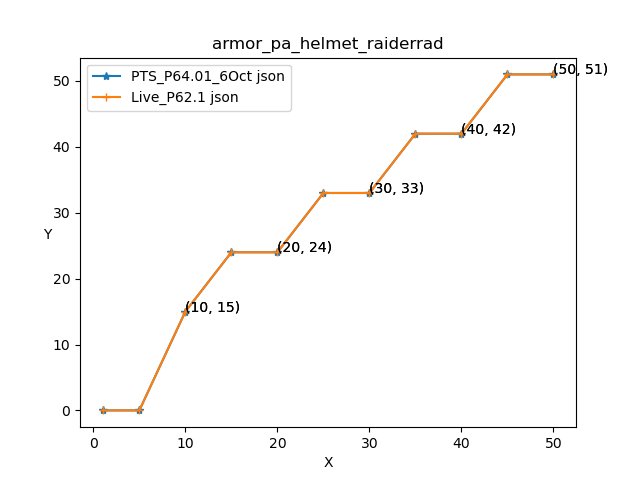 armor_pa_helmet_raiderrad
PTS_P64.01_6Oct json
Live_P62.1 json
(50, 51)
(40, 42)
(30, 33)
(20, 24)
(10, 15)
Y
50
40
30
20
10
0
0 10 20 30 40 50
X